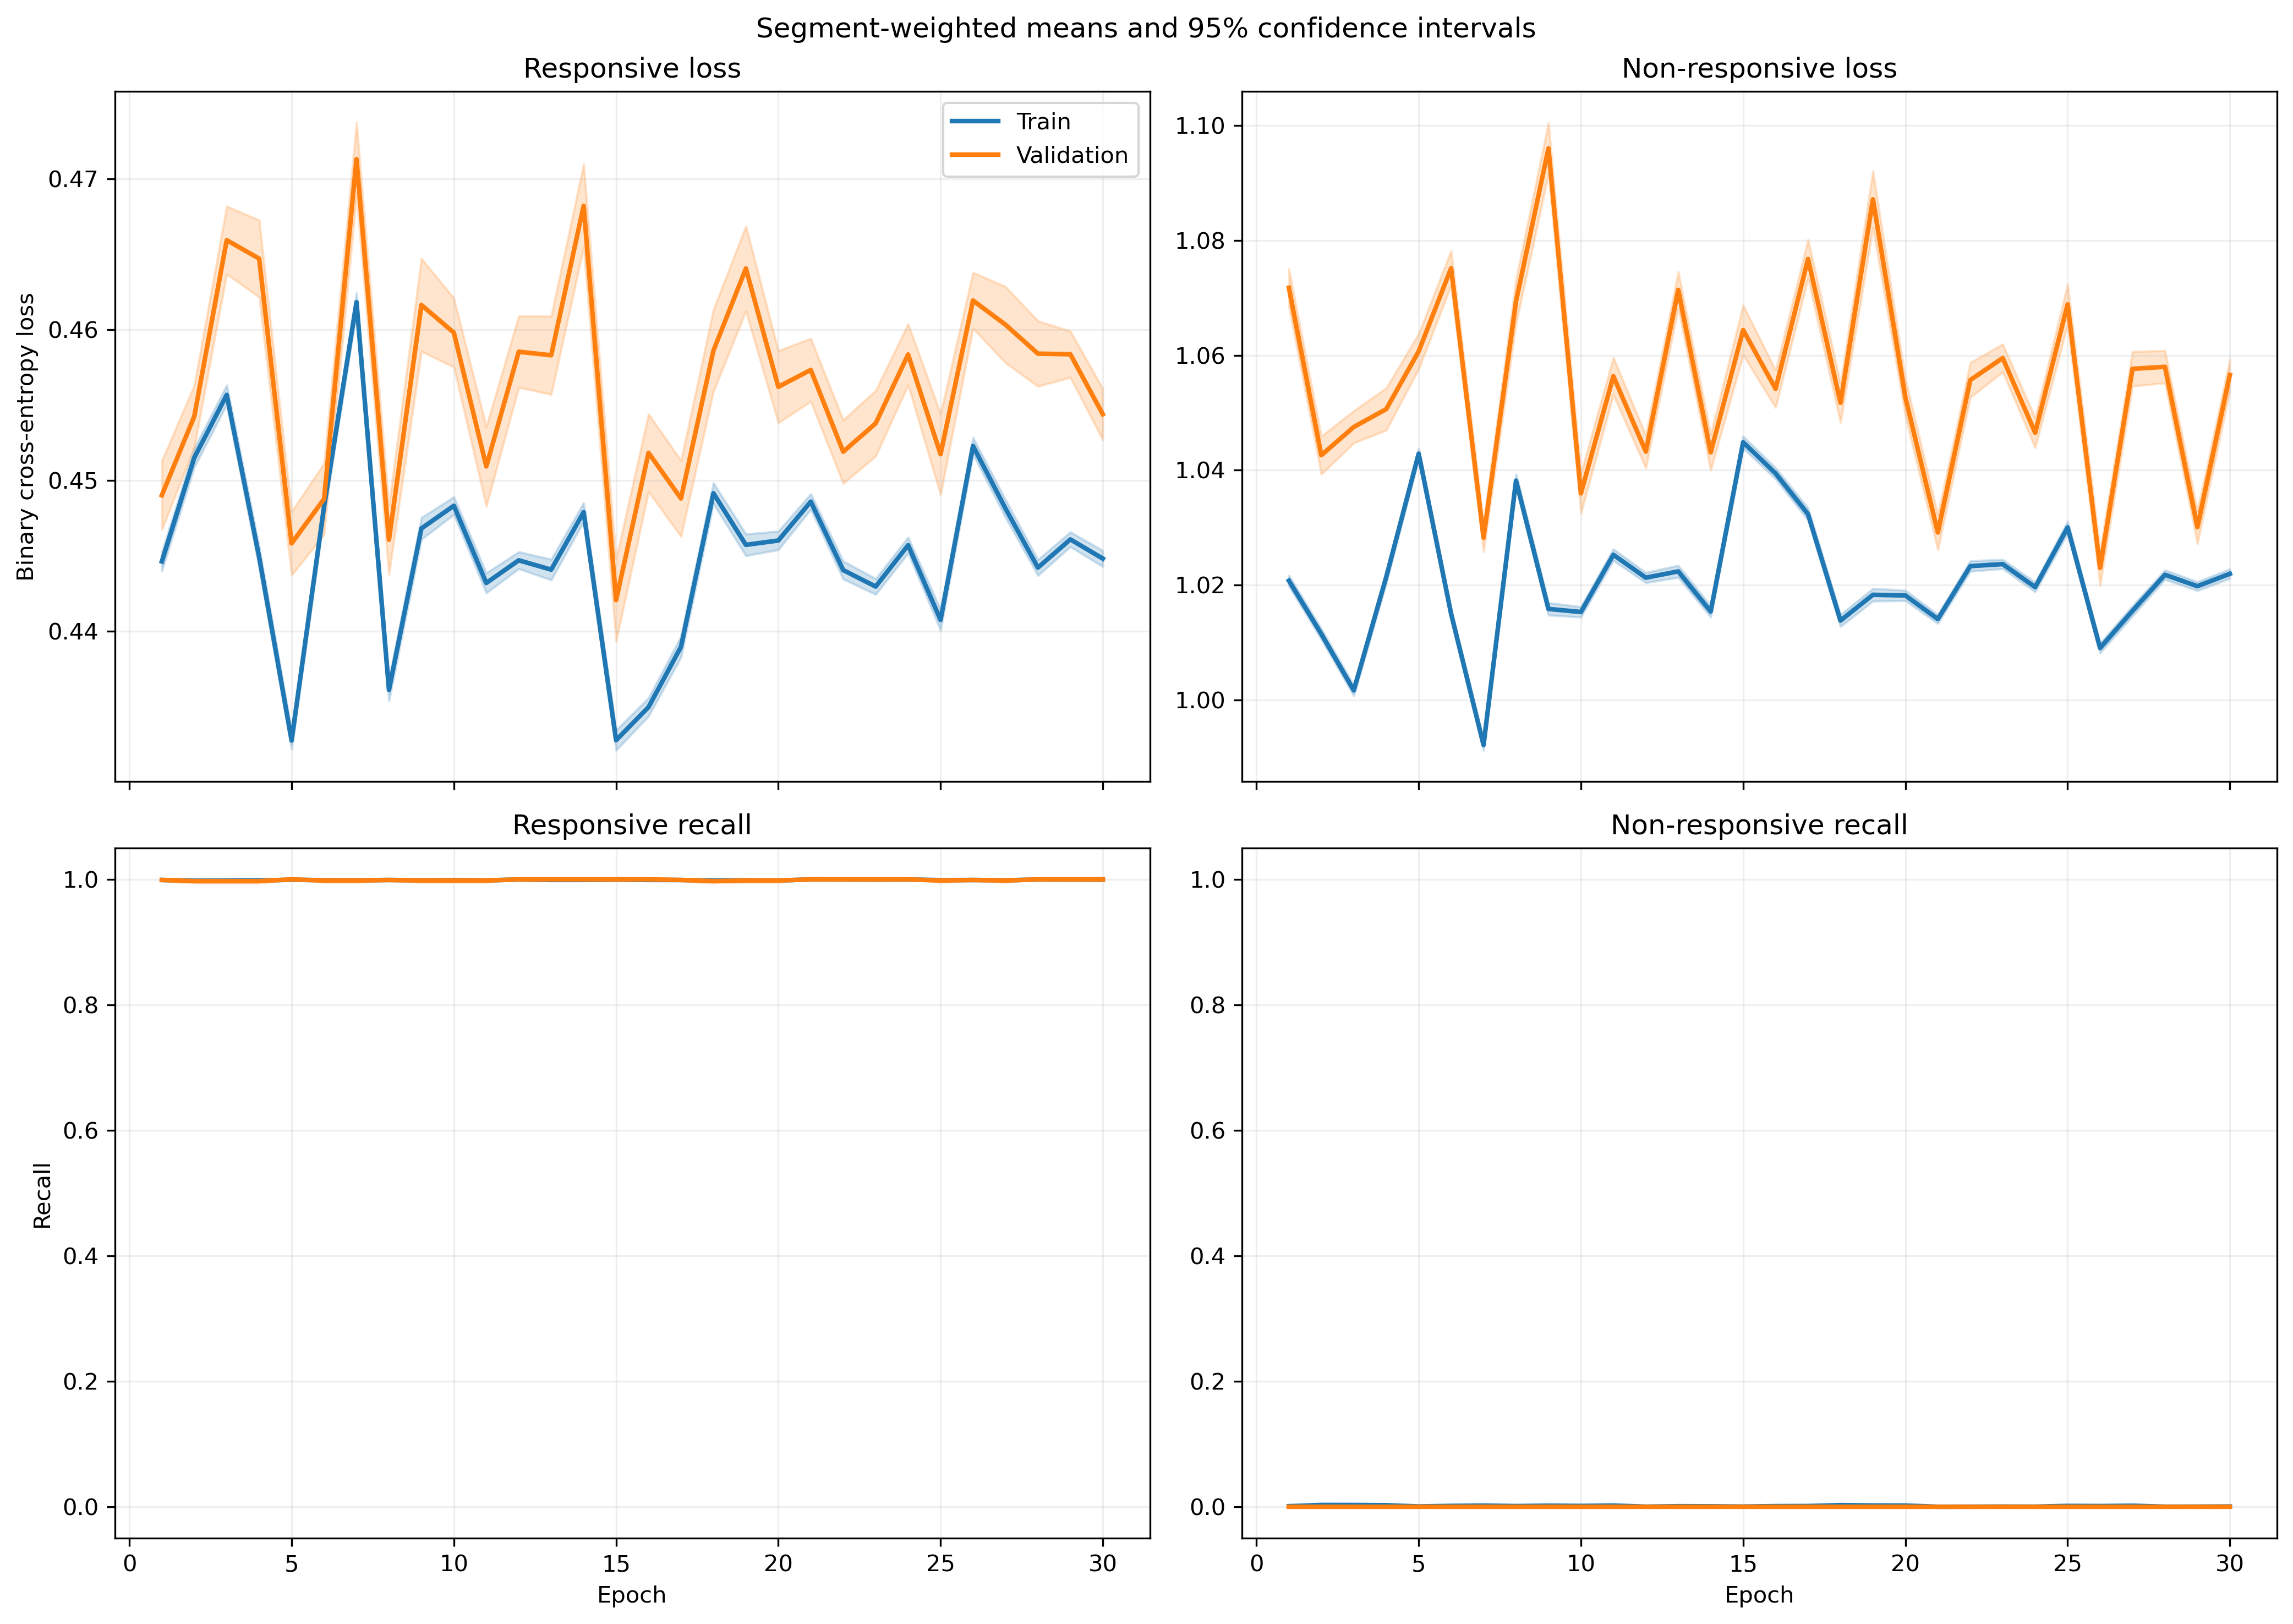 Segment-weighted means and 95% confidence intervals
Responsive loss
Non-responsive loss
Binary cross-entropy loss
0.47
0.46
0.45
0.44
Train
Validation
1.10
1.08
1.06
1.04
1.02
1.00
Responsive recall
Non-responsive recall
Recall
1.0
0.8
0.6
0.4
0.2
0.0
0 5 10 15 20 25 30
Epoch
1.0
0.8
0.6
0.4
0.2
0.0
0 5 10 15 20 25 30
Epoch